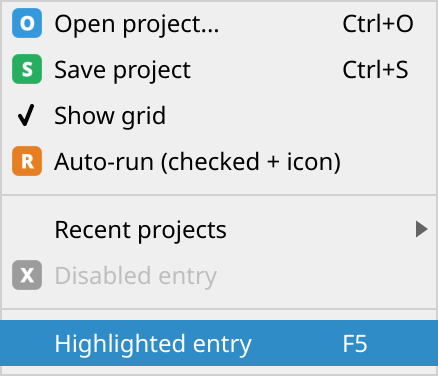 O Open project... Ctrl+O
S Save project Ctrl+S
Show grid
R Auto-run (checked + icon)
Recent projects
X Disabled entry
Highlighted entry F5